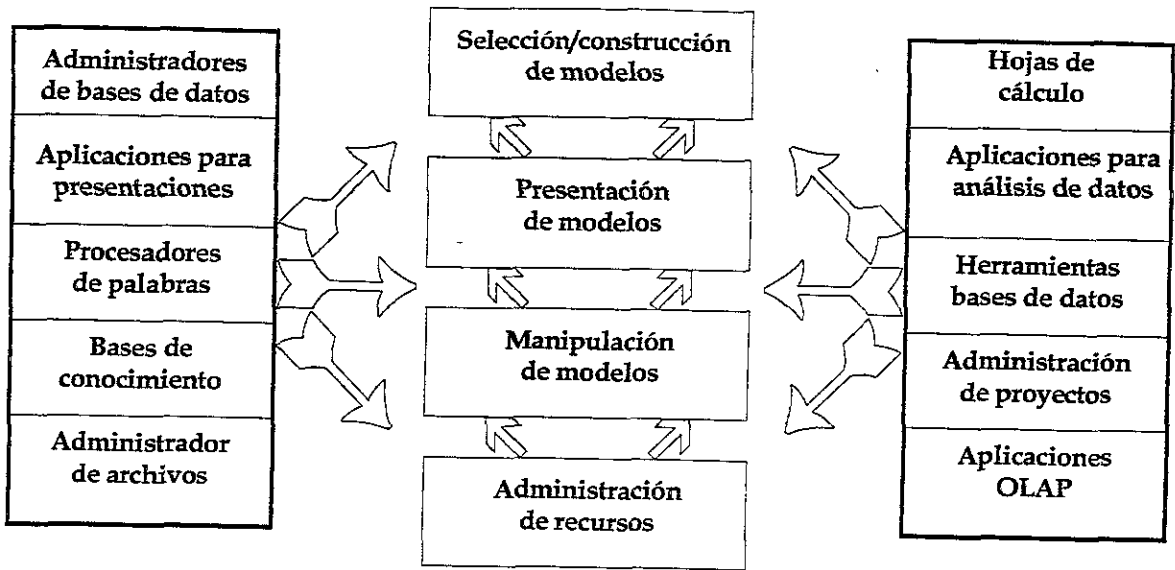 Administradores
de bases de datos
Aplicaciones para
presentaciones
Procesadores
de palabras
Bases de
conocimiento
Administrador
de archivos
Selección/construcción
de modelos
Presentación
de modelos
Manipulación
de modelos
Administración
de recursos
Hojas de
cálculo
Aplicaciones para
análisis de datos
Herramientas
bases de datos
Administración
de proyectos
Aplicaciones
OLAP